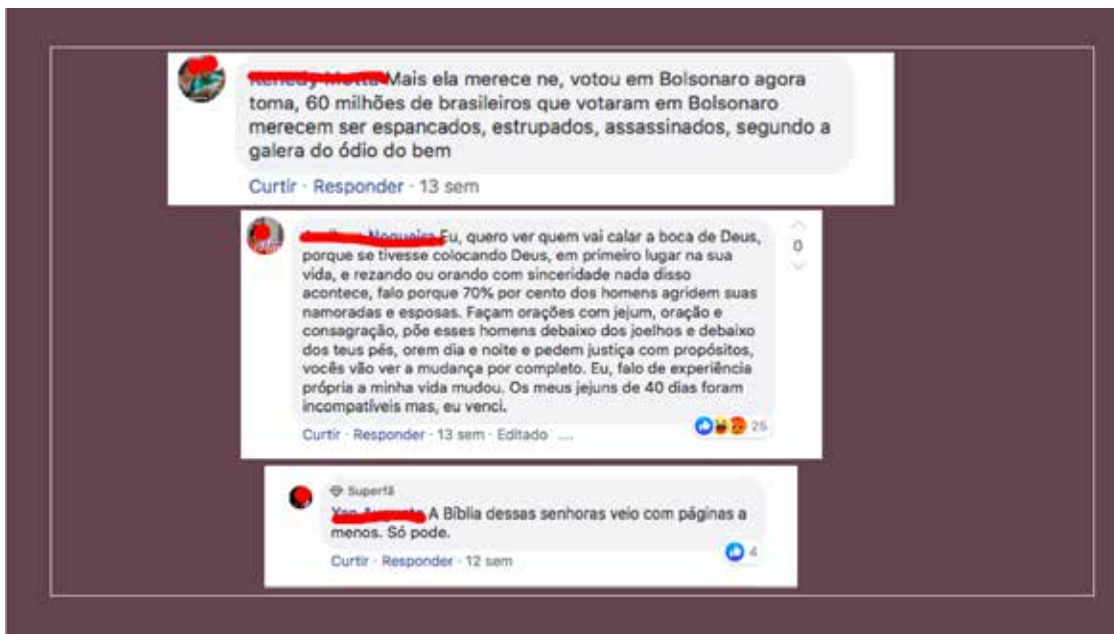 Mais ela merece ne, votou em Bolsonaro agora
toma, 60 milhões de brasileiros que votaram em Bolsonaro
merecem ser espancados, estrupados, assassinados, segundo a
galera do ódio do bem
Curtir · Responder · 13 sem
Eu, quero ver quem vai calar a boca de Deus,
porque se tivesse colocando Deus, em primeiro lugar na sua
vida, e rezando ou orando com sinceridade nada disso
acontece, falo porque 70% por cento dos homens agridem suas
namoradas e esposas. Façam orações com jejum, oração e
consagração, põe esses homens debaixo dos joelhos e debaixo
dos teus pés, orem dia e noite e pedem justiça com propósitos,
vocês vão ver a mudança por completo. Eu, falo de experiência
própria a minha vida mudou. Os meus jejuns de 40 dias foram
incompatíveis mas, eu venci.
Curtir · Responder · 13 sem · Editado ...
0
Superfã
A Bíblia dessas senhoras veio com páginas a
menos. Só pode.
Curtir · Responder · 12 sem
4